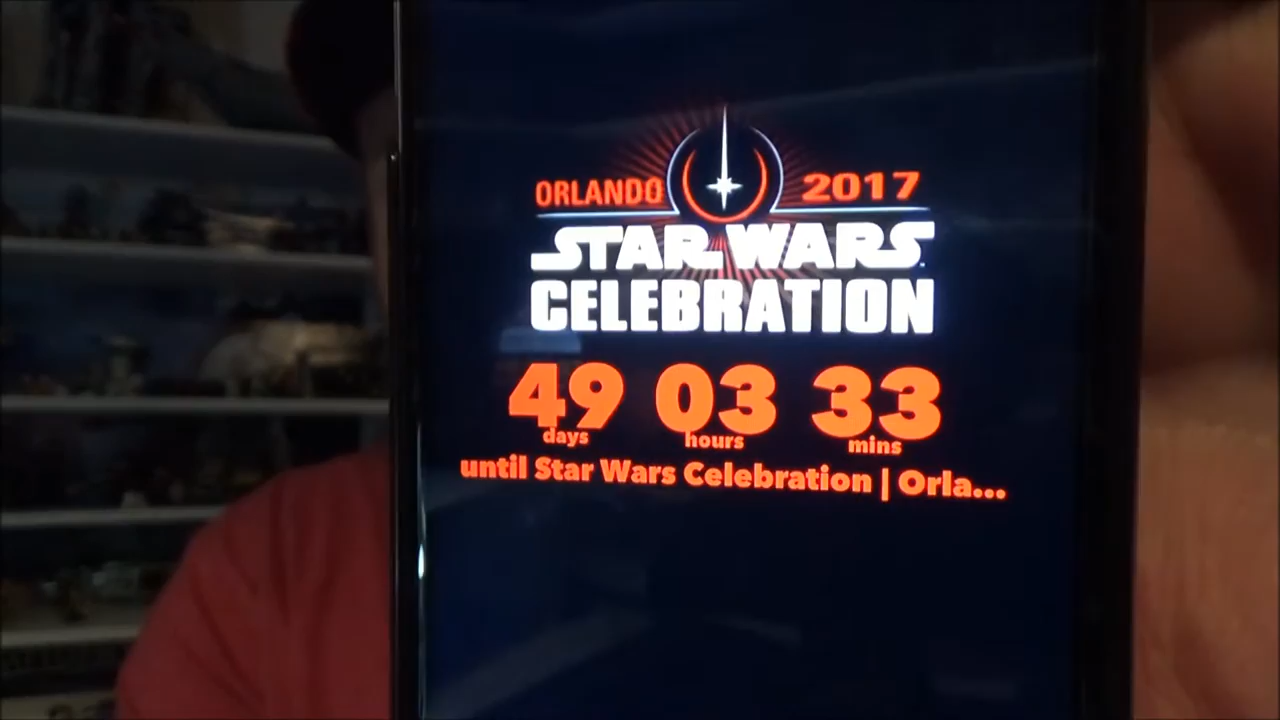 ORLANDO 2017
STAR WARS
CELEBRATION
49 03 33
days hours mins
until Star Wars Celebration | Orla...